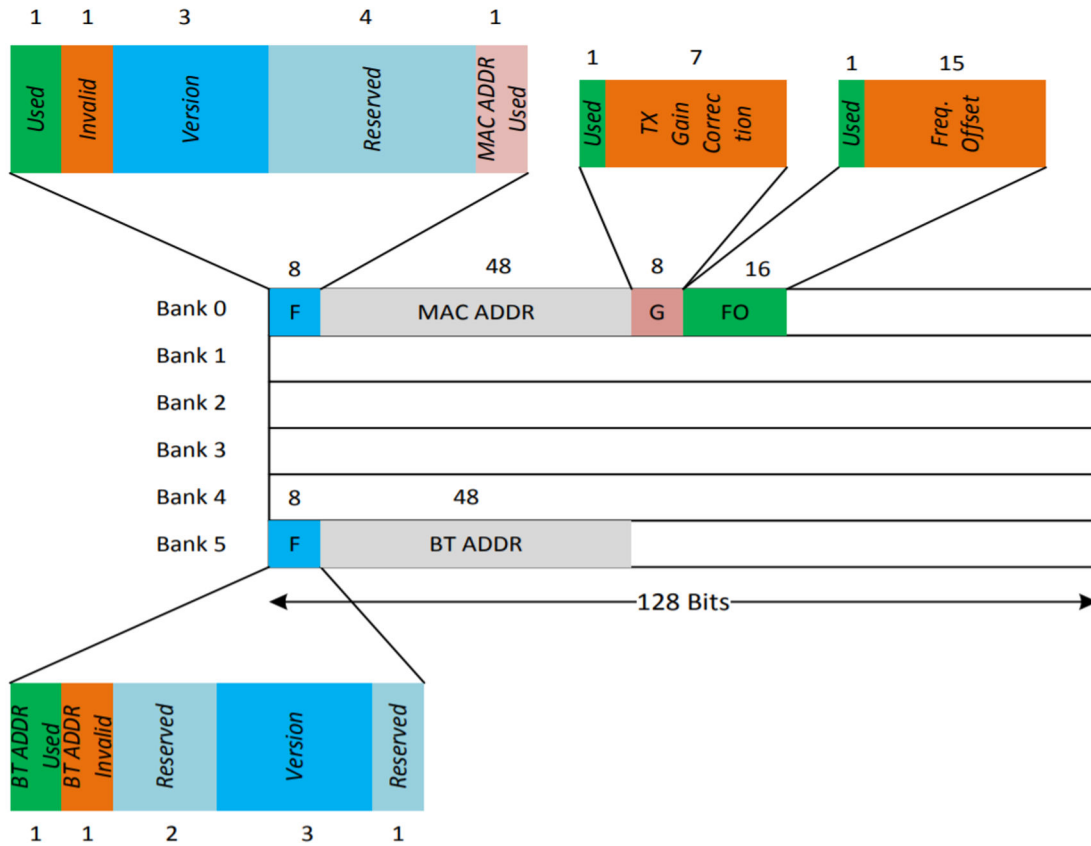 1 1 3 4 1
Used
Invalid
Version
Reserved
MAC ADDR
Used
1 7
Used
TX
Gain
Correc
tion
1 15
Used
Freq.
Offset
8 48 8 16
Bank 0 F MAC ADDR G FO
Bank 1
Bank 2
Bank 3
Bank 4 8 48
Bank 5 F BT ADDR
128 Bits
BT ADDR
Used
BT ADDR
Invalid
Reserved
Version
Reserved
1 1 2 3 1